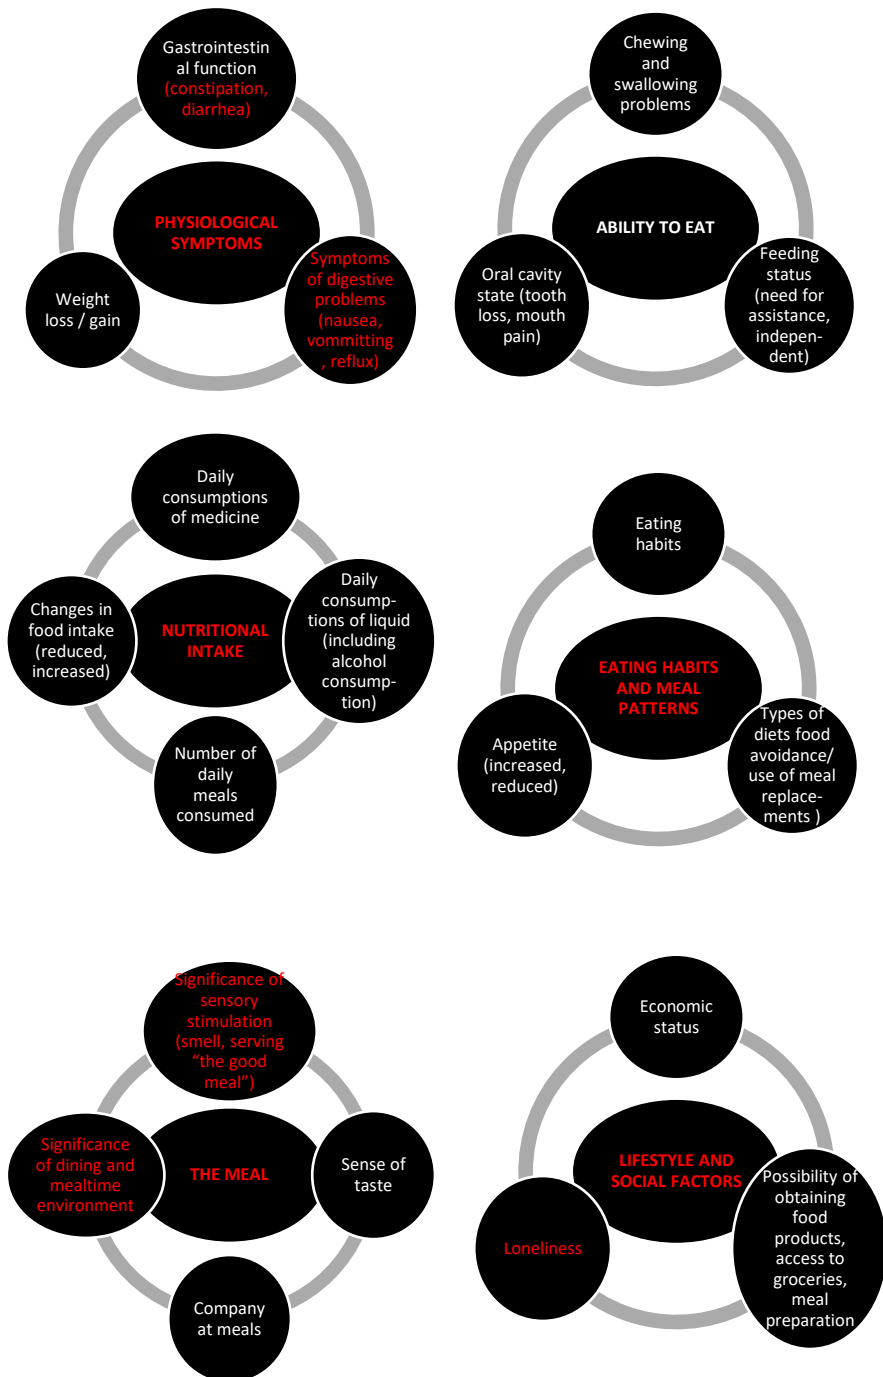 Gastrointestin
al function
(constipation,
diarrhea)
PHYSIOLOGICAL
SYMPTOMS
Symptoms
of digestive
problems
(nausea,
vommitting
, reflux)
Weight
loss / gain
Chewing
and
swallowing
problems
ABILITY TO EAT
Feeding
status
(need for
assistance,
indepen-
dent)
Oral cavity
state (tooth
loss, mouth
pain)
Daily
consumptions
of medicine
NUTRITIONAL
INTAKE
Daily
consump-
tions of liquid
(including
alcohol
consump-
tion)
Number of
daily
meals
consumed
Changes in
food intake
(reduced,
increased)
Eating
habits
EATING HABITS
AND MEAL
PATTERNS
Types of
diets food
avoidance/
use of meal
replace-
ments )
Appetite
(increased,
reduced)
Significance of
sensory
stimulation
(smell, serving
“the good
meal”)
THE MEAL
Sense of
taste
Company
at meals
Significance
of dining and
mealtime
environment
Economic
status
LIFESTYLE AND
SOCIAL FACTORS
Possibility of
obtaining
food
products,
access to
groceries,
meal
preparation
Loneliness